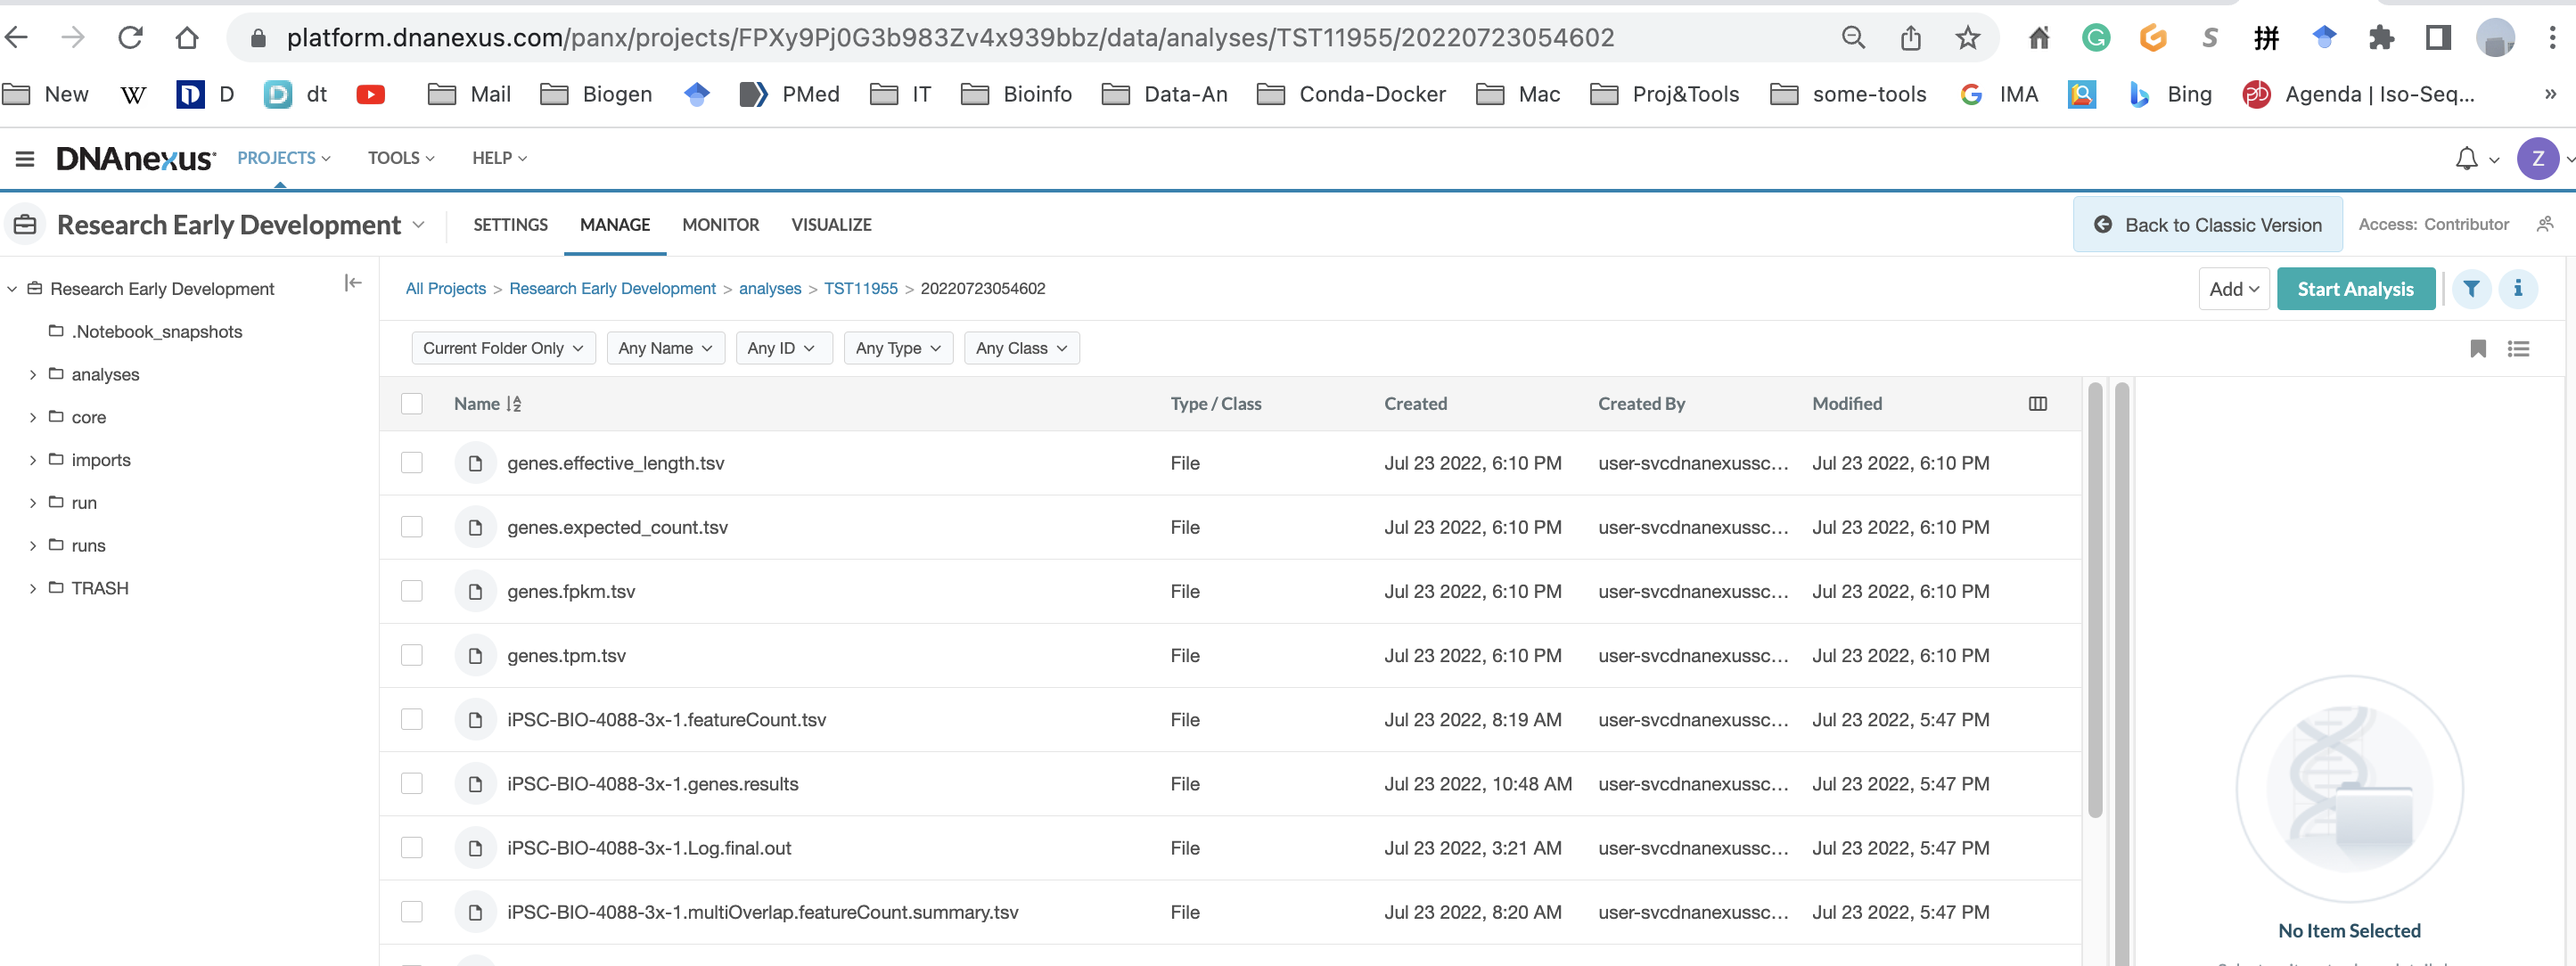 platform.dnanexus.com/panx/projects/FPXy9Pj0G3b983Zv4x939bbz/data/analyses/TST11955/20220723054602
New W D dt Mail Biogen PMed IT Bioinfo Data-An Conda-Docker Mac Proj&Tools some-tools IMA Bing Agenda | Iso-Seq... »
DNAnexus PROJECTS TOOLS HELP Z
Research Early Development SETTINGS MANAGE MONITOR VISUALIZE Back to Classic Version Access: Contributor
Research Early Development
.Notebook_snapshots
analyses
core
imports
run
runs
TRASH
All Projects > Research Early Development > analyses > TST11955 > 20220723054602 Add Start Analysis
Current Folder Only Any Name Any ID Any Type Any Class
Name Type / Class Created Created By Modified
genes.effective_length.tsv File Jul 23 2022, 6:10 PM user-svcdnanexussc... Jul 23 2022, 6:10 PM
genes.expected_count.tsv File Jul 23 2022, 6:10 PM user-svcdnanexussc... Jul 23 2022, 6:10 PM
genes.fpkm.tsv File Jul 23 2022, 6:10 PM user-svcdnanexussc... Jul 23 2022, 6:10 PM
genes.tpm.tsv File Jul 23 2022, 6:10 PM user-svcdnanexussc... Jul 23 2022, 6:10 PM
iPSC-BIO-4088-3x-1.featureCount.tsv File Jul 23 2022, 8:19 AM user-svcdnanexussc... Jul 23 2022, 5:47 PM
iPSC-BIO-4088-3x-1.genes.results File Jul 23 2022, 10:48 AM user-svcdnanexussc... Jul 23 2022, 5:47 PM
iPSC-BIO-4088-3x-1.Log.final.out File Jul 23 2022, 3:21 AM user-svcdnanexussc... Jul 23 2022, 5:47 PM
iPSC-BIO-4088-3x-1.multiOverlap.featureCount.summary.tsv File Jul 23 2022, 8:20 AM user-svcdnanexussc... Jul 23 2022, 5:47 PM
No Item Selected